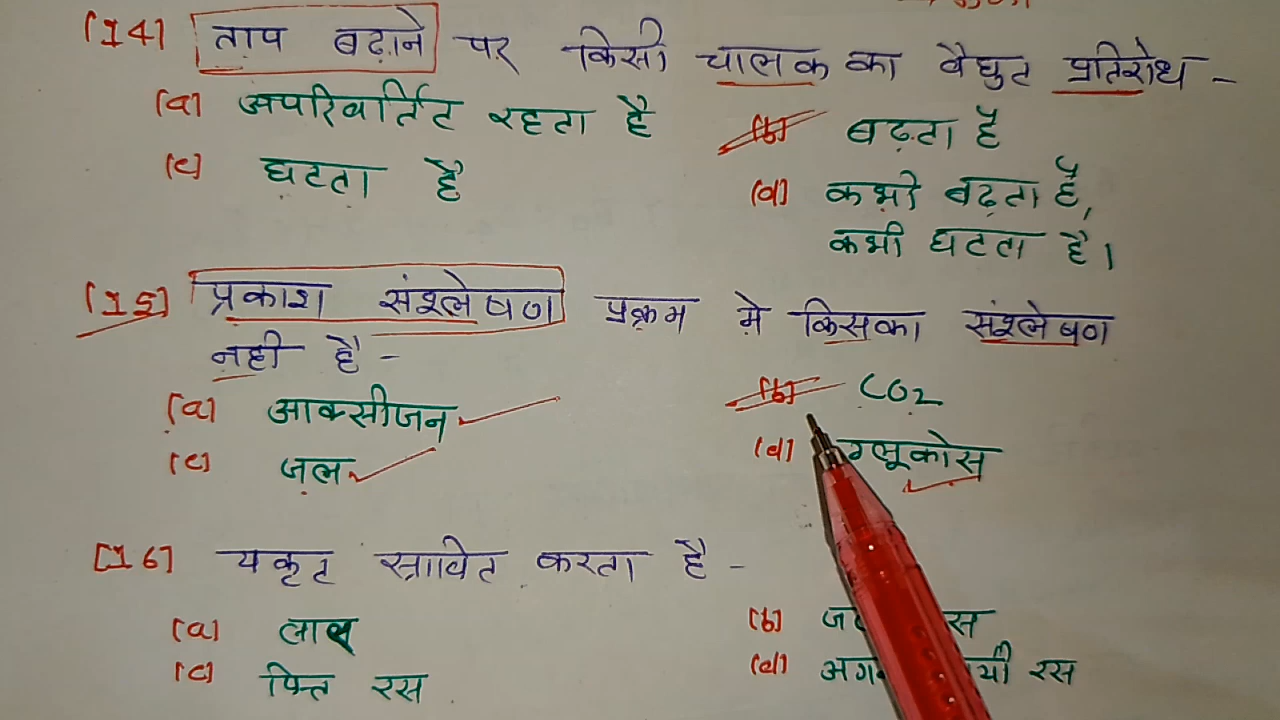 [14] ताप बढ़ाने पर किसी चालक का वैद्युत प्रतिरोध -
(a) अपरिवर्तित रहता है (b) बढ़ता है
(c) घटता है (d) कभी बढ़ता है,
कभी घटता है।
[15] प्रकाश संश्लेषण प्रक्रम मे किसका संश्लेषण
नही है -
(a) आक्सीजन (b) CO2
(c) जल (d) ग्लूकोस
[16] यकृत स्रावित करता है -
(a) लार (b)
(c) पित्त रस (d) रस